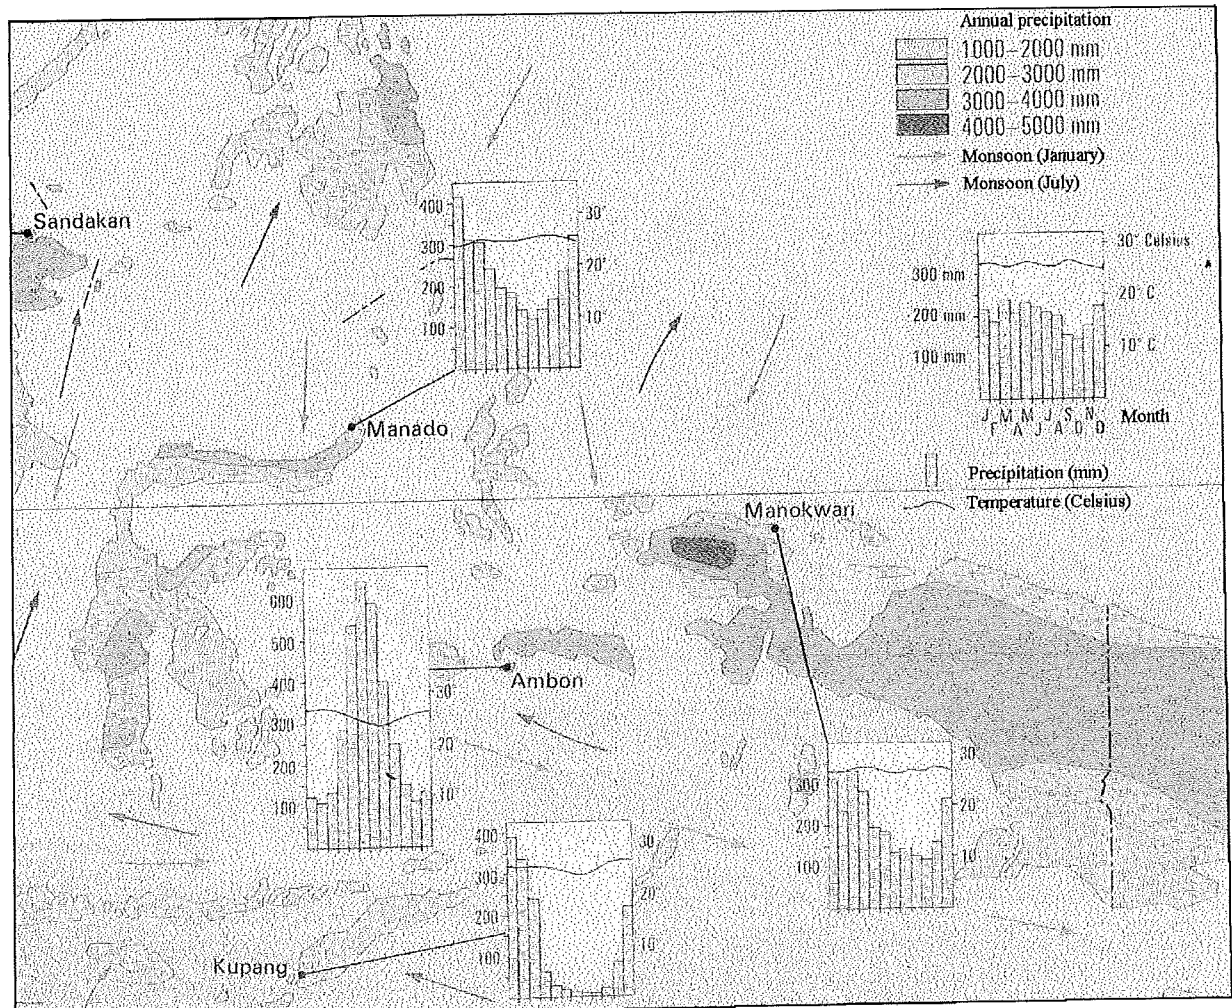 Annual precipitation
1000–2000 mm
2000–3000 mm
3000–4000 mm
4000–5000 mm
Monsoon (January)
Monsoon (July)
Sandakan
400
300
200
100
30°
20°
10°
30° Celsius
300 mm
200 mm
100 mm
20° C
10° C
J F M A M J J A S O N D
Month
Manado
Precipitation (mm)
Temperature (Celsius)
Manokwari
600
500
400
300
200
100
30
20
10
Ambon
300
200
100
30
20
10
400
300
200
100
30
20
10
Kupang